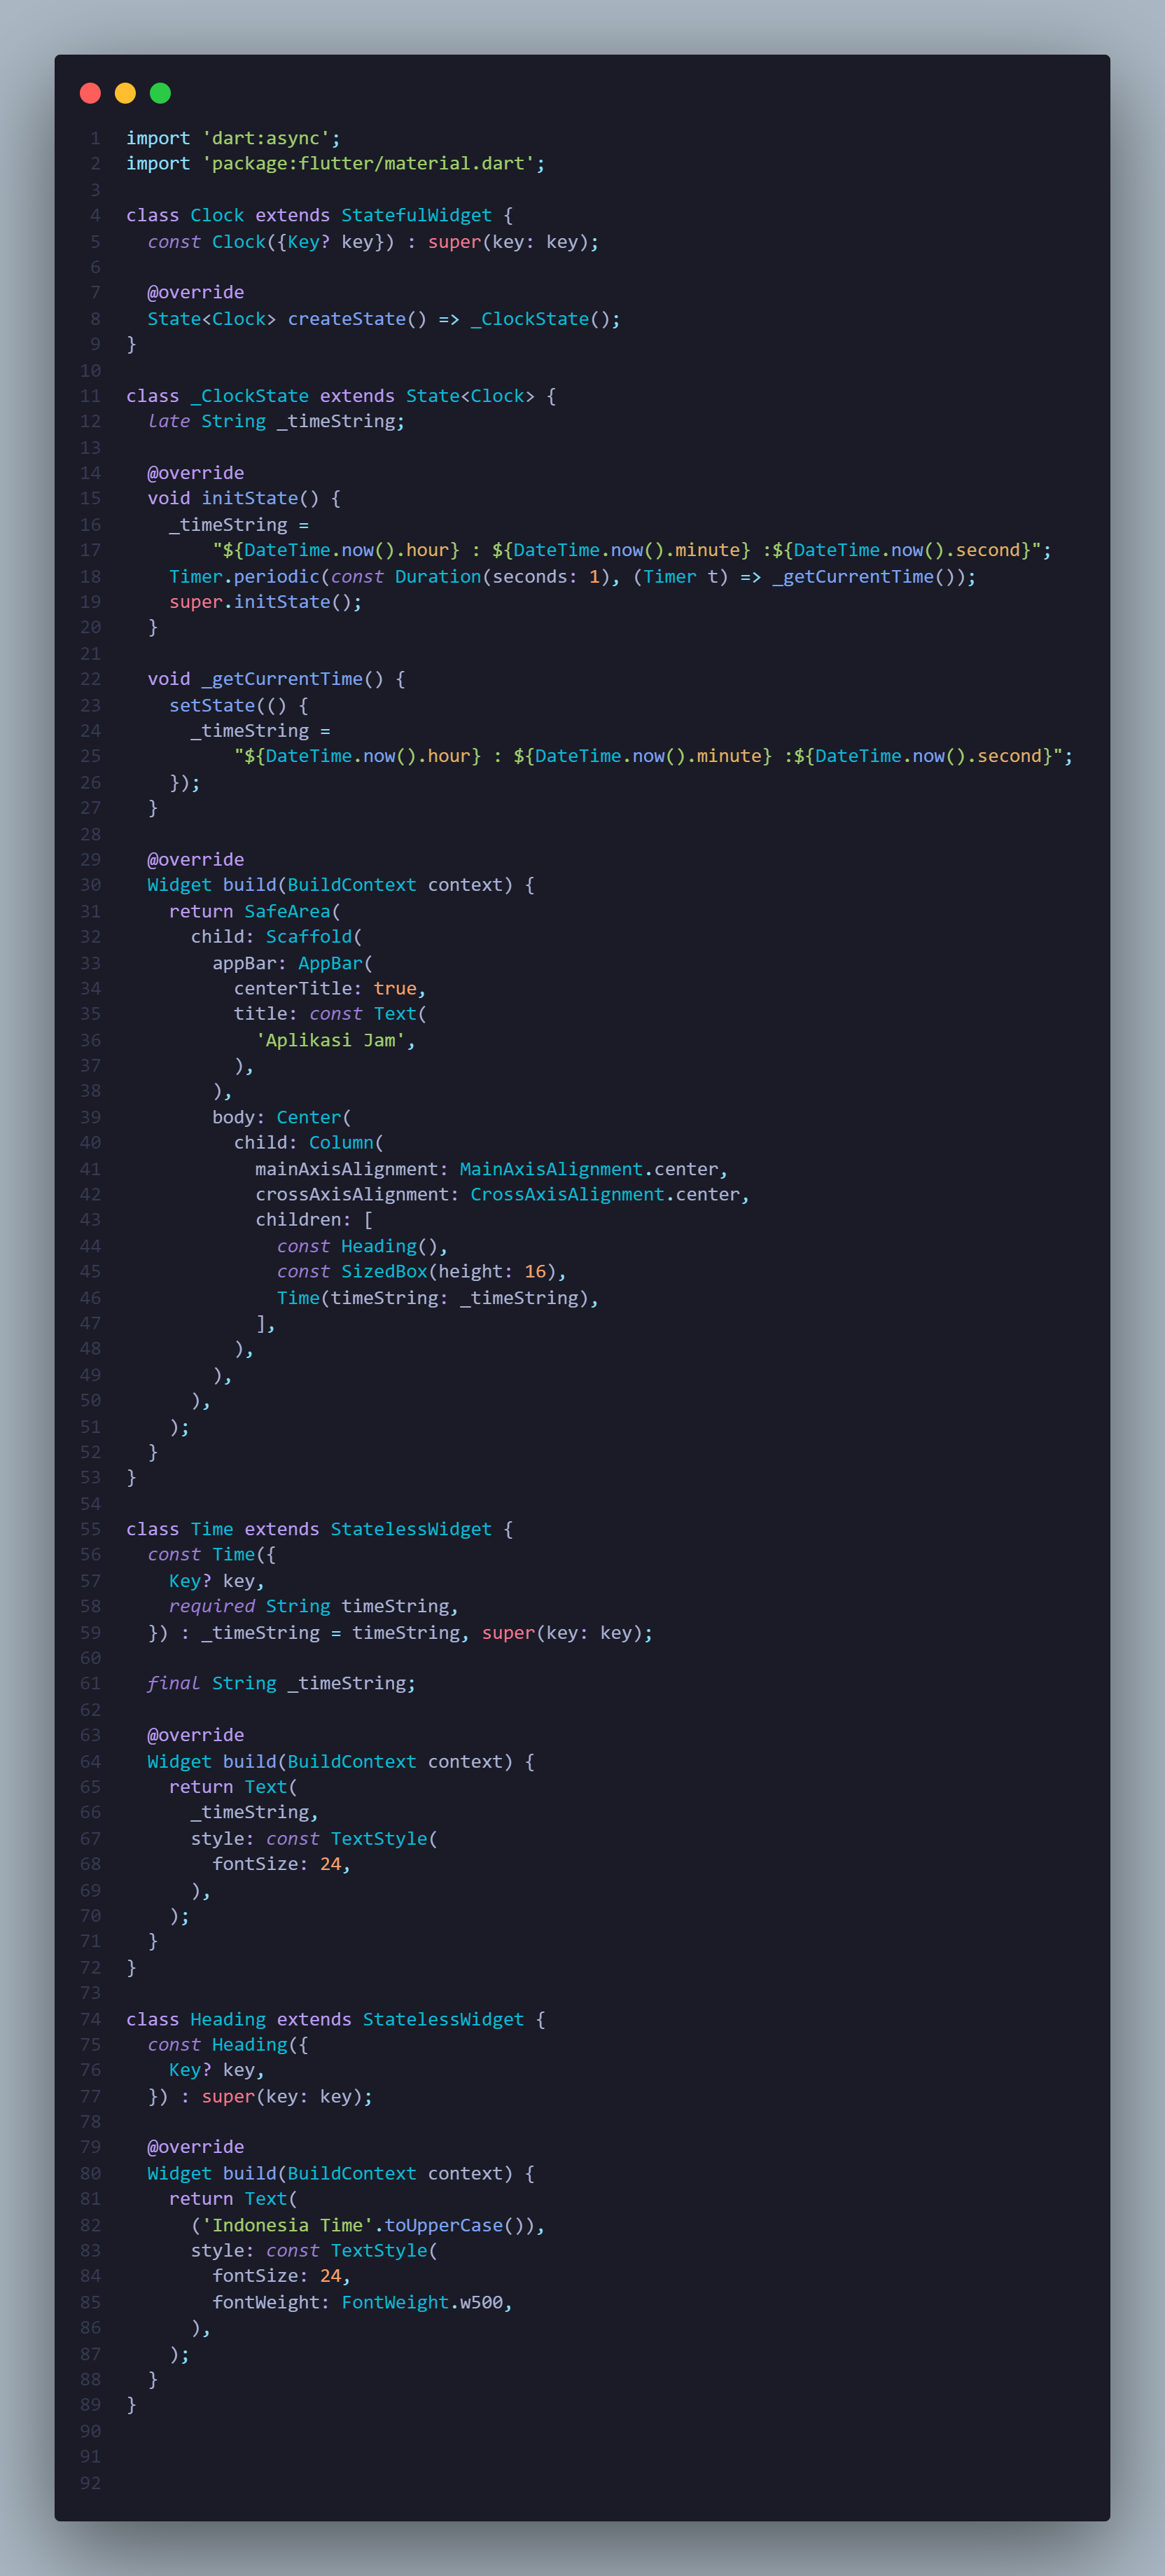 1 import 'dart:async';
2 import 'package:flutter/material.dart';
3
4 class Clock extends StatefulWidget {
5   const Clock({Key? key}) : super(key: key);
6
7   @override
8   State<Clock> createState() => _ClockState();
9 }
10
11 class _ClockState extends State<Clock> {
12   late String _timeString;
13
14   @override
15   void initState() {
16     _timeString =
17         "${DateTime.now().hour} : ${DateTime.now().minute} :${DateTime.now().second}";
18     Timer.periodic(const Duration(seconds: 1), (Timer t) => _getCurrentTime());
19     super.initState();
20   }
21
22   void _getCurrentTime() {
23     setState(() {
24       _timeString =
25           "${DateTime.now().hour} : ${DateTime.now().minute} :${DateTime.now().second}";
26     });
27   }
28
29   @override
30   Widget build(BuildContext context) {
31     return SafeArea(
32       child: Scaffold(
33         appBar: AppBar(
34           centerTitle: true,
35           title: const Text(
36             'Aplikasi Jam',
37           ),
38         ),
39         body: Center(
40           child: Column(
41             mainAxisAlignment: MainAxisAlignment.center,
42             crossAxisAlignment: CrossAxisAlignment.center,
43             children: [
44               const Heading(),
45               const SizedBox(height: 16),
46               Time(timeString: _timeString),
47             ],
48           ),
49         ),
50       ),
51     );
52   }
53 }
54
55 class Time extends StatelessWidget {
56   const Time({
57     Key? key,
58     required String timeString,
59   }) : _timeString = timeString, super(key: key);
60
61   final String _timeString;
62
63   @override
64   Widget build(BuildContext context) {
65     return Text(
66       _timeString,
67       style: const TextStyle(
68         fontSize: 24,
69       ),
70     );
71   }
72 }
73
74 class Heading extends StatelessWidget {
75   const Heading({
76     Key? key,
77   }) : super(key: key);
78
79   @override
80   Widget build(BuildContext context) {
81     return Text(
82       ('Indonesia Time'.toUpperCase()),
83       style: const TextStyle(
84         fontSize: 24,
85         fontWeight: FontWeight.w500,
86       ),
87     );
88   }
89 }
90
91
92